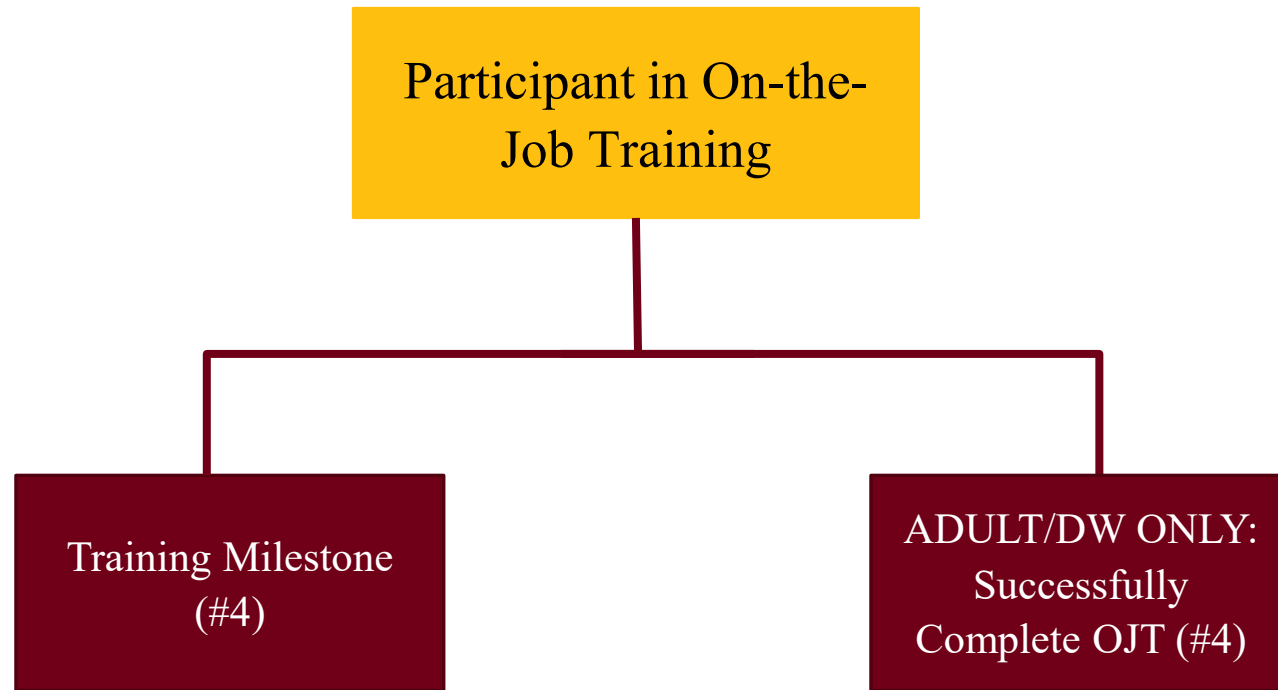 Participant in On-the-
Job Training
Training Milestone
(#4)
ADULT/DW ONLY:
Successfully
Complete OJT (#4)